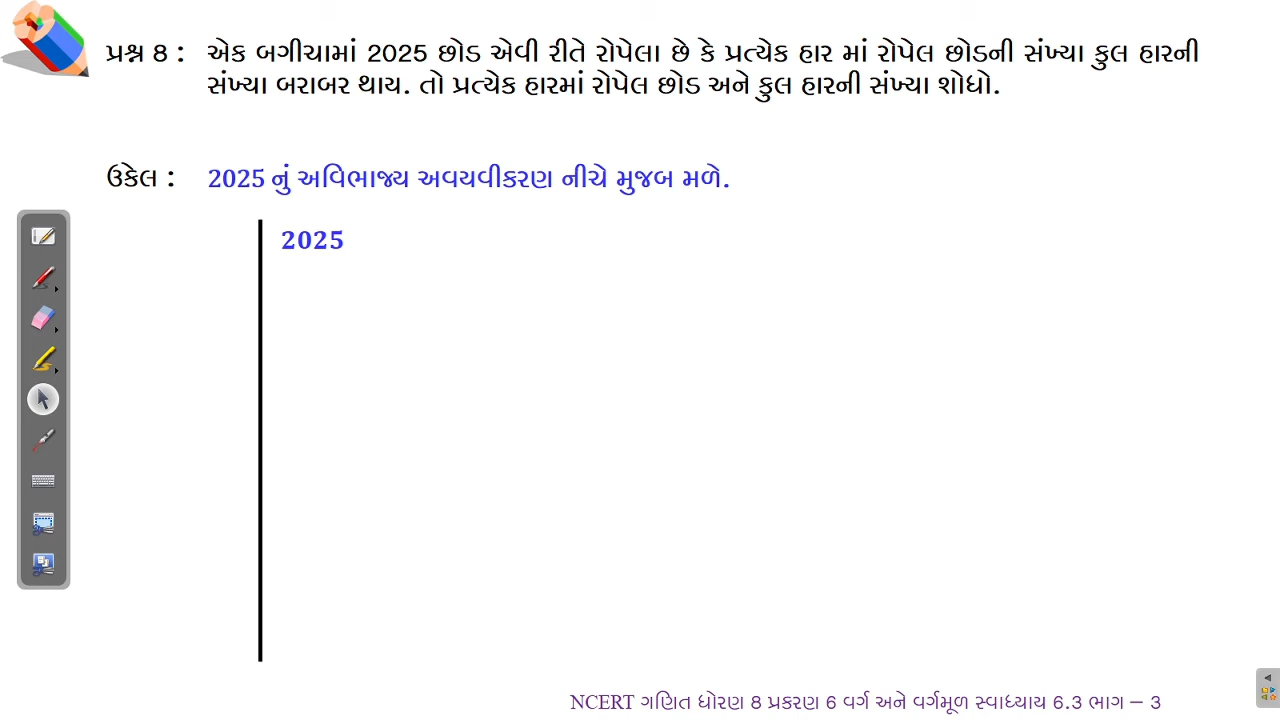 પ્રશ્ન 8 : એક બગીચામાં 2025 છોડ એવી રીતે રોપેલા છે કે પ્રત્યેક હાર માં રોપેલ છોડની સંખ્યા કુલ હારની
સંખ્યા બરાબર થાય. તો પ્રત્યેક હારમાં રોપેલ છોડ અને કુલ હારની સંખ્યા શોધો.
ઉકેલ : 2025 નું અવિભાજ્ય અવયવીકરણ નીચે મુજબ મળે.
2025
NCERT ગણિત ધોરણ 8 પ્રકરણ 6 વર્ગ અને વર્ગમૂળ સ્વાધ્યાય 6.3 ભાગ – 3